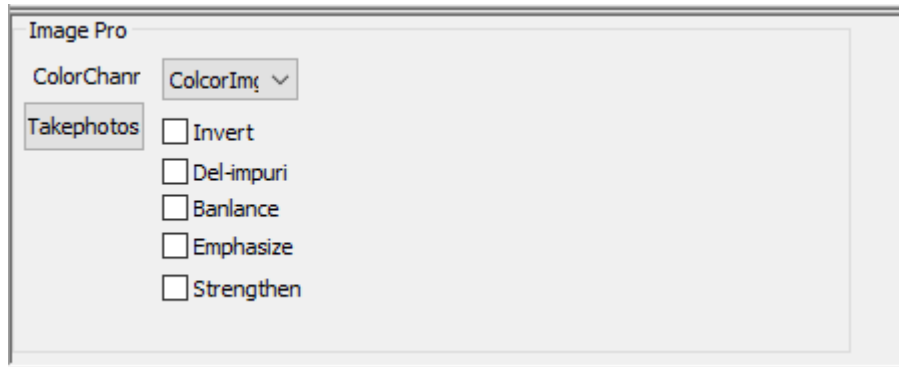 Image Pro
ColorChanr
ColcorImg
Takephotos
Invert
Del-impuri
Banlance
Emphasize
Strengthen